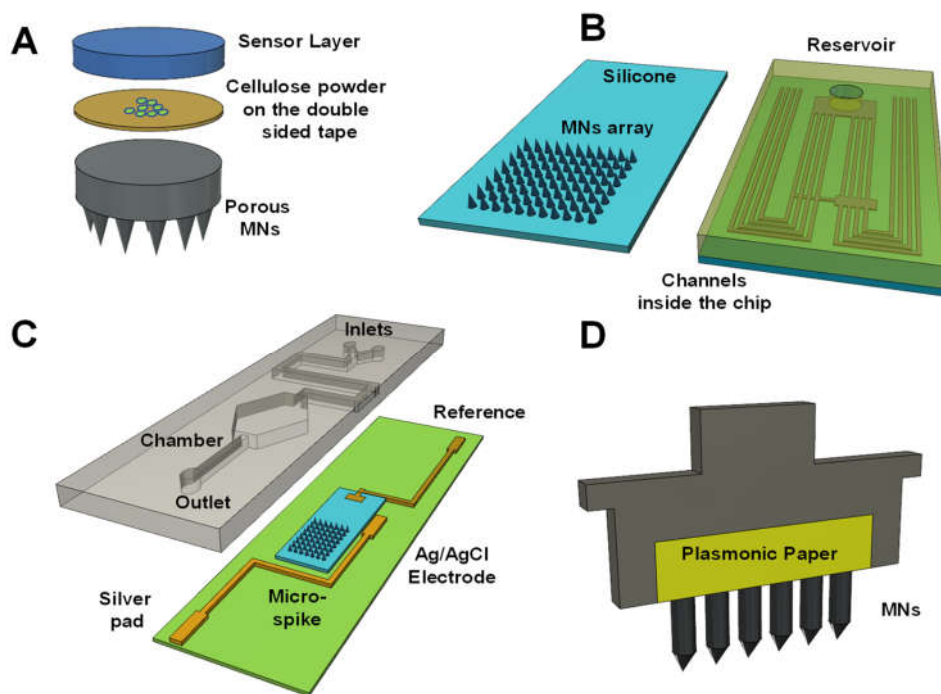 A
Sensor Layer
Cellulose powder
on the double
sided tape
Porous
MNs
B
Silicone
MNs array
Reservoir
Channels
inside the chip
C
Inlets
Chamber
Outlet
Reference
Ag/AgCl
Electrode
Micro-
spike
Silver
pad
D
Plasmonic Paper
MNs